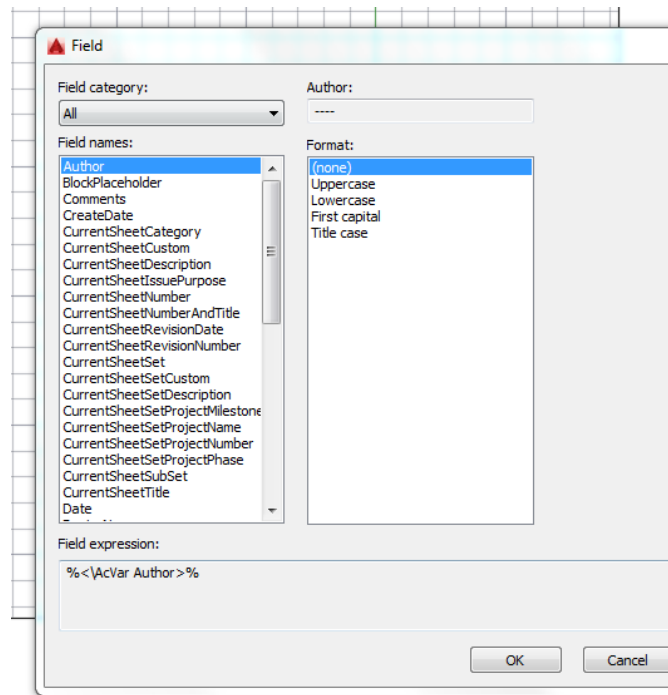 Field
Field category:
All
Field names:
Author
BlockPlaceholder
Comments
CreateDate
CurrentSheetCategory
CurrentSheetCustom
CurrentSheetDescription
CurrentSheetIssuePurpose
CurrentSheetNumber
CurrentSheetNumberAndTitle
CurrentSheetRevisionDate
CurrentSheetRevisionNumber
CurrentSheetSet
CurrentSheetSetCustom
CurrentSheetSetDescription
CurrentSheetSetProjectMilestone
CurrentSheetSetProjectName
CurrentSheetSetProjectNumber
CurrentSheetSetProjectPhase
CurrentSheetSubSet
CurrentSheetTitle
Date
Author:
----
Format:
(none)
Uppercase
Lowercase
First capital
Title case
Field expression:
%<\AcVar Author>%
OK
Cancel